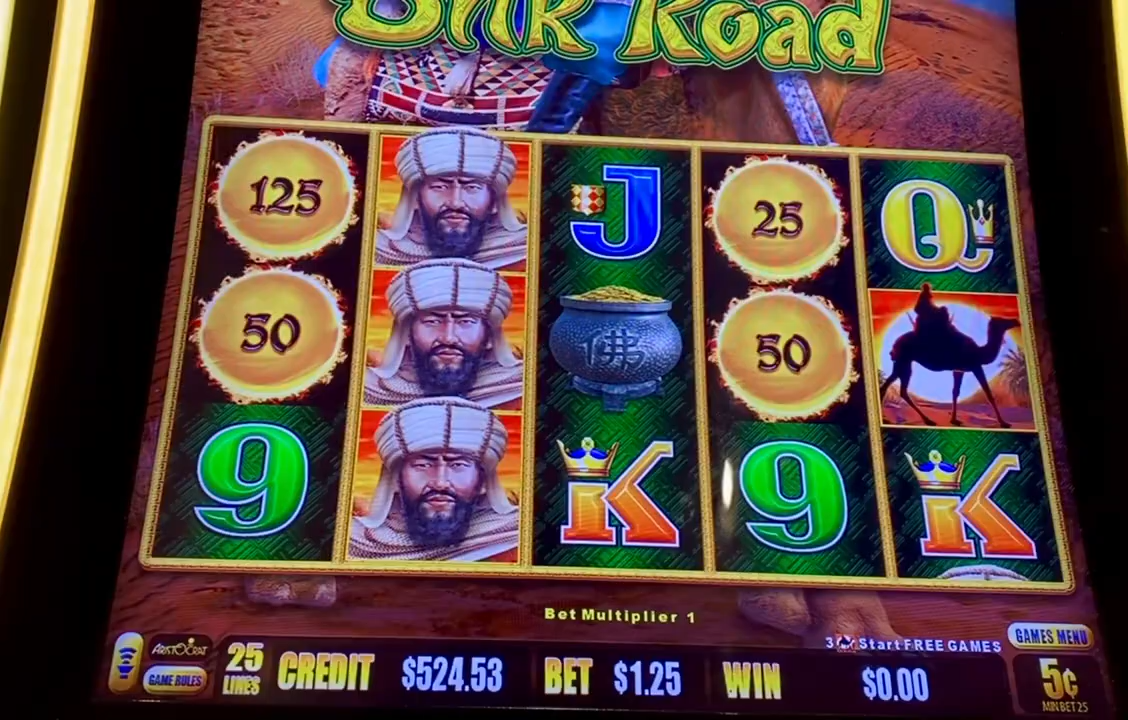 Silk Road
125
J
25
Q
50
佛
50
9
K
9
K
Bet Multiplier 1
3 Start FREE GAMES
GAMES MENU
ARISTOCRAT
GAME RULES
25 LINES
CREDIT $524.53
BET $1.25
WIN $0.00
5¢
MIN BET 25